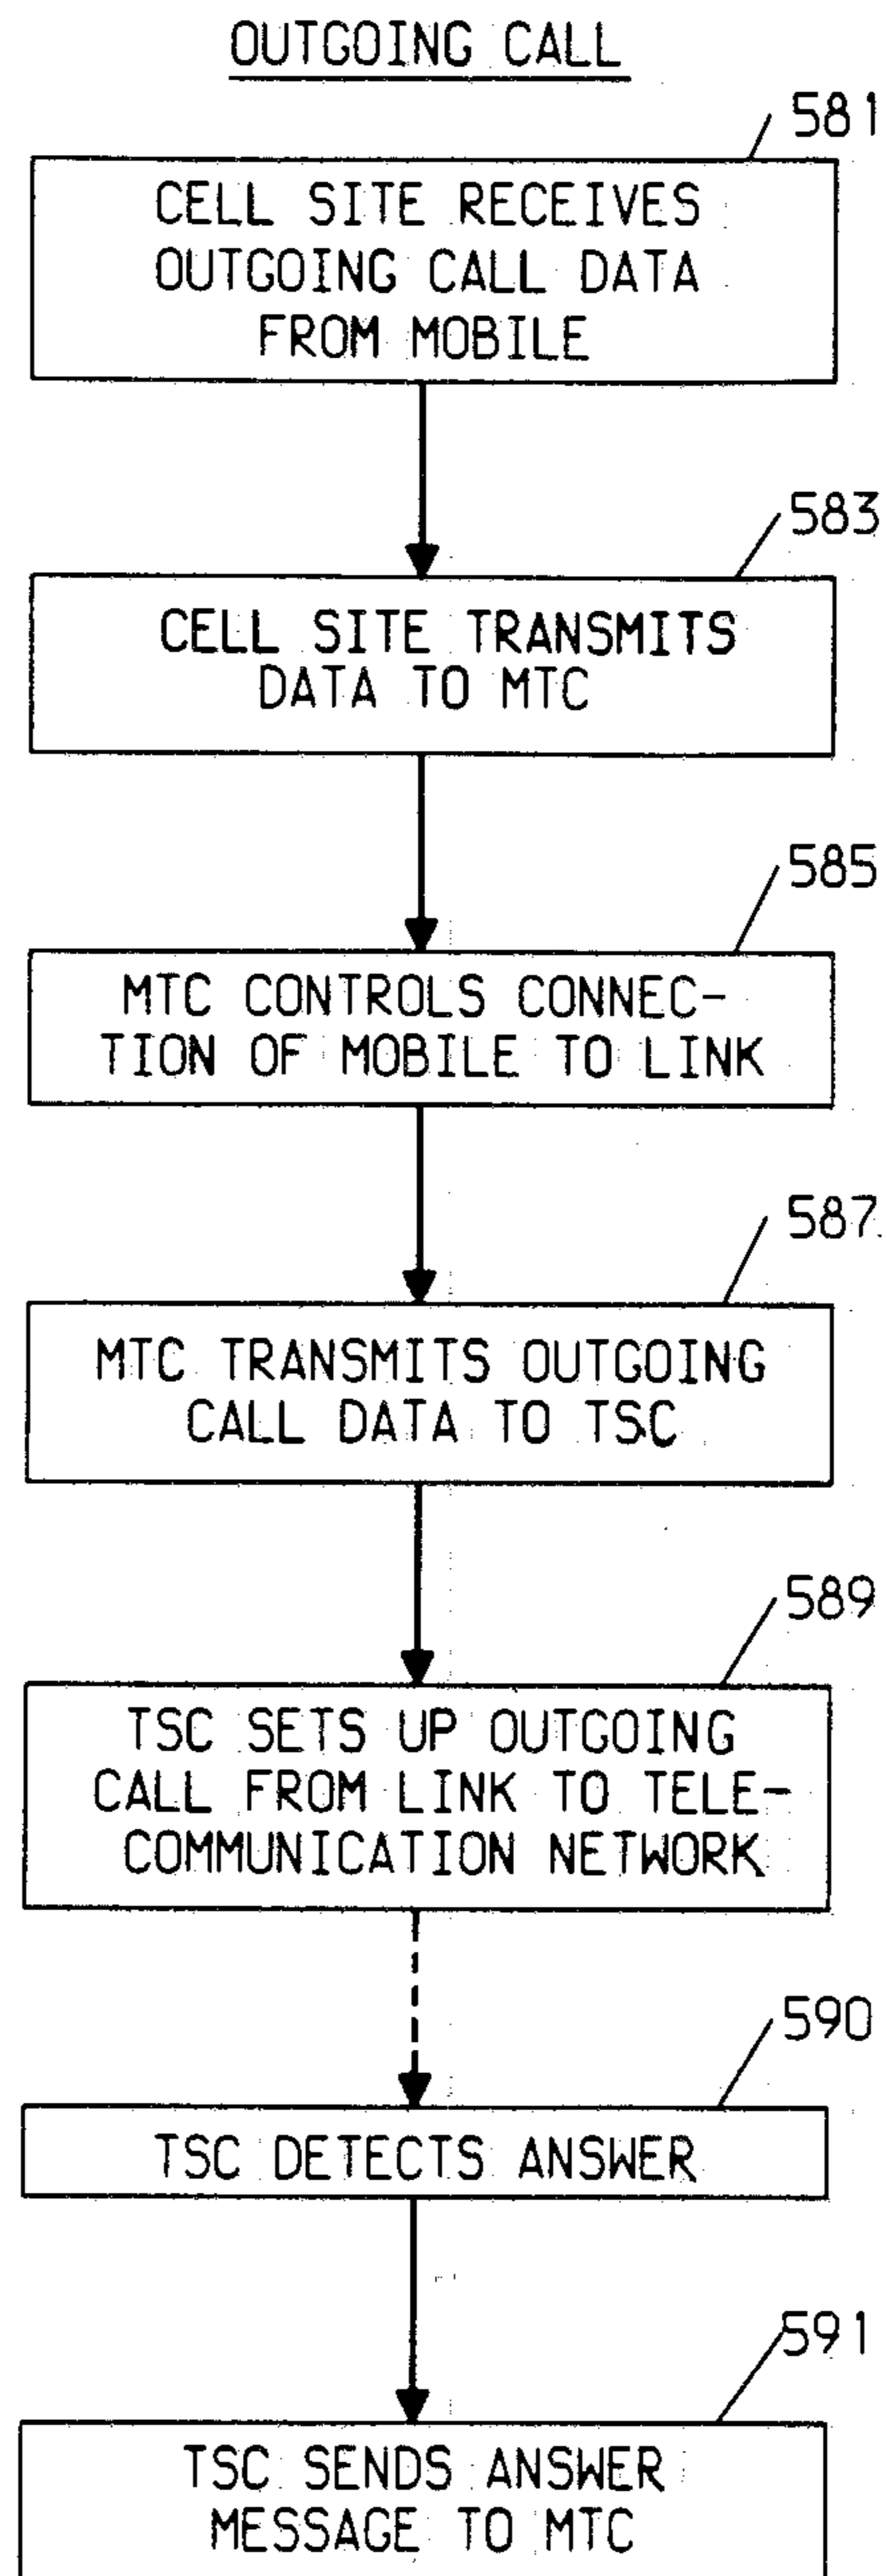 OUTGOING CALL
581
CELL SITE RECEIVES
OUTGOING CALL DATA
FROM MOBILE
583
CELL SITE TRANSMITS
DATA TO MTC
585
MTC CONTROLS CONNEC-
TION OF MOBILE TO LINK
587
MTC TRANSMITS OUTGOING
CALL DATA TO TSC
589
TSC SETS UP OUTGOING
CALL FROM LINK TO TELE-
COMMUNICATION NETWORK
590
TSC DETECTS ANSWER
591
TSC SENDS ANSWER
MESSAGE TO MTC